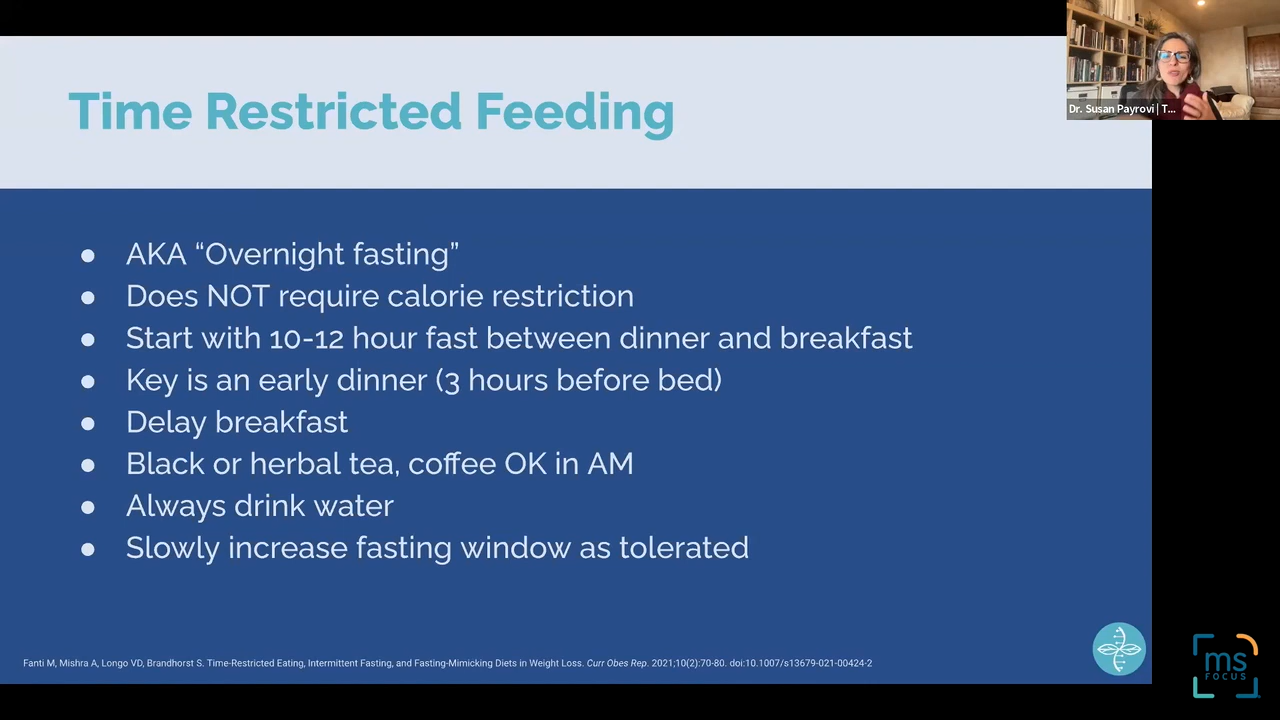 Time Restricted Feeding
Dr. Susan Payrovi | T...
● AKA “Overnight fasting”
● Does NOT require calorie restriction
● Start with 10-12 hour fast between dinner and breakfast
● Key is an early dinner (3 hours before bed)
● Delay breakfast
● Black or herbal tea, coffee OK in AM
● Always drink water
● Slowly increase fasting window as tolerated
Fanti M, Mishra A, Longo VD, Brandhorst S. Time-Restricted Eating, Intermittent Fasting, and Fasting-Mimicking Diets in Weight Loss. Curr Obes Rep. 2021;10(2):70-80. doi:10.1007/s13679-021-00424-2
ms
FOCUS